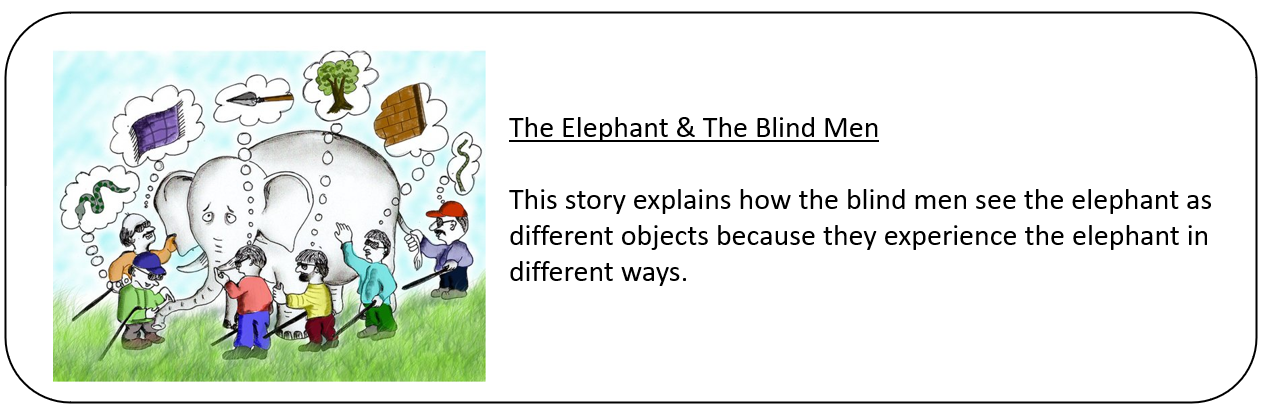 The Elephant & The Blind Men
This story explains how the blind men see the elephant as
different objects because they experience the elephant in
different ways.